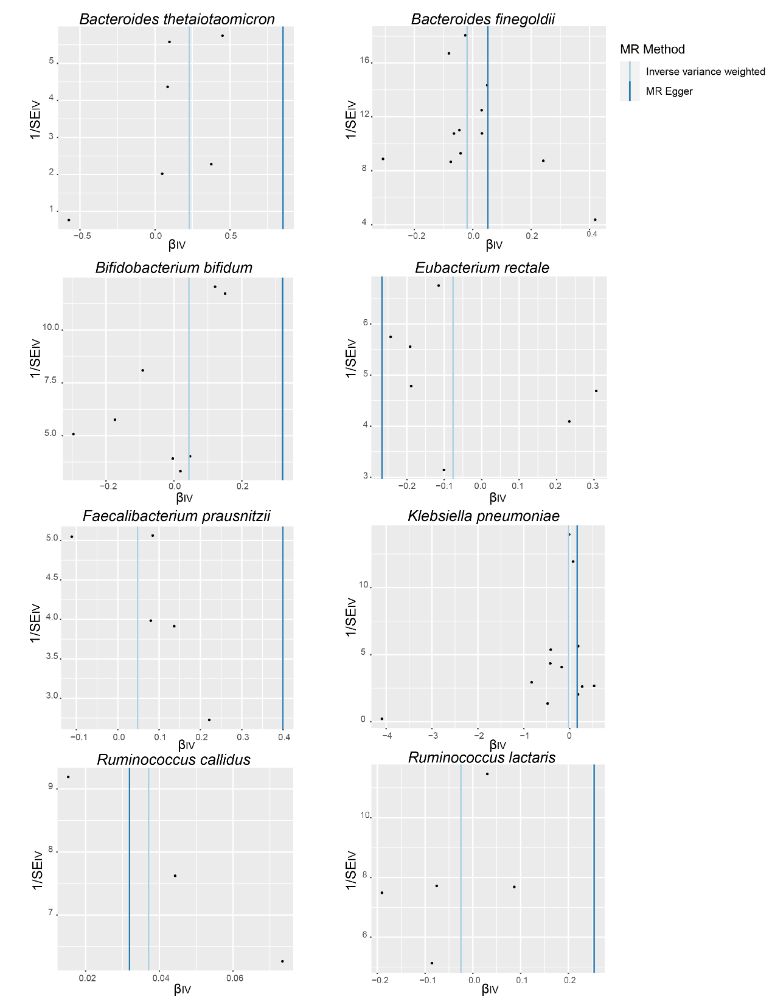 Bacteroides thetaiotaomicron
5
4
3
2
1
1/SEIV
−0.5 0.0 0.5
βIV
Bacteroides finegoldii
16
12
8
4
1/SEIV
−0.2 0.0 0.2 0.4
βIV
MR Method
Inverse variance weighted
MR Egger
Bifidobacterium bifidum
10.0
7.5
5.0
1/SEIV
−0.2 0.0 0.2
βIV
Eubacterium rectale
6
5
4
3
1/SEIV
−0.2 −0.1 0.0 0.1 0.2 0.3
βIV
Faecalibacterium prausnitzii
5.0
4.5
4.0
3.5
3.0
1/SEIV
−0.1 0.0 0.1 0.2 0.3 0.4
βIV
Klebsiella pneumoniae
10
5
0
1/SEIV
−4 −3 −2 −1 0
βIV
Ruminococcus callidus
9
8
7
1/SEIV
0.02 0.04 0.06
βIV
Ruminococcus lactaris
10
8
6
1/SEIV
−0.2 −0.1 0.0 0.1 0.2
βIV